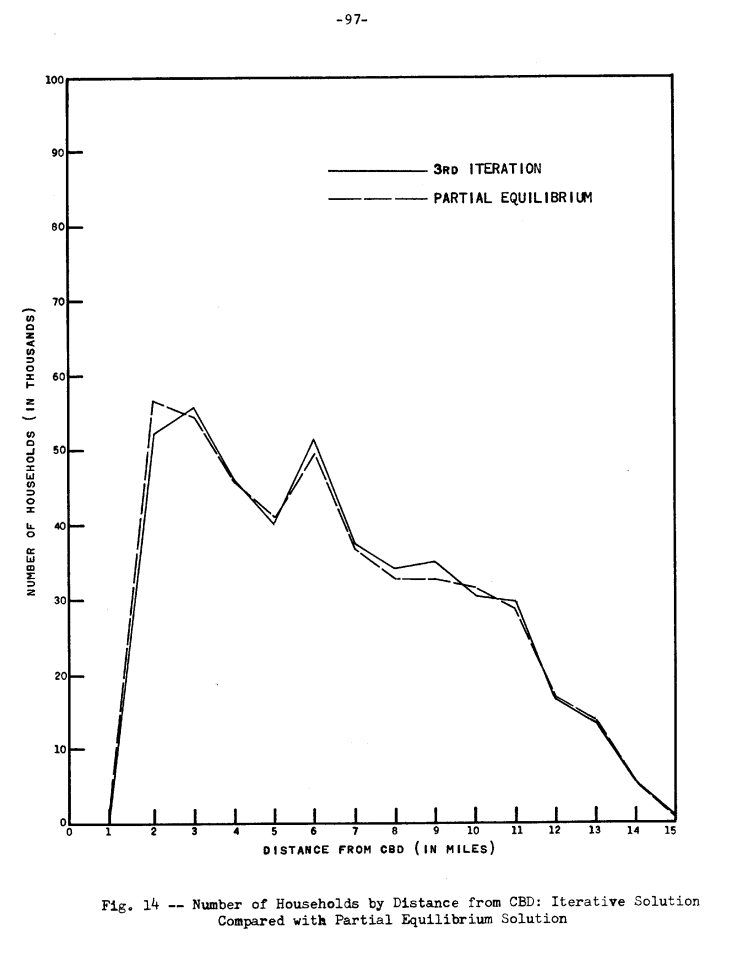 -97-
100
90
80
70
60
50
40
30
20
10
0
NUMBER OF HOUSEHOLDS (IN THOUSANDS)
3RD ITERATION
PARTIAL EQUILIBRIUM
0 1 2 3 4 5 6 7 8 9 10 11 12 13 14 15
DISTANCE FROM CBD (IN MILES)
Fig. 14 -- Number of Households by Distance from CBD: Iterative Solution
Compared with Partial Equilibrium Solution